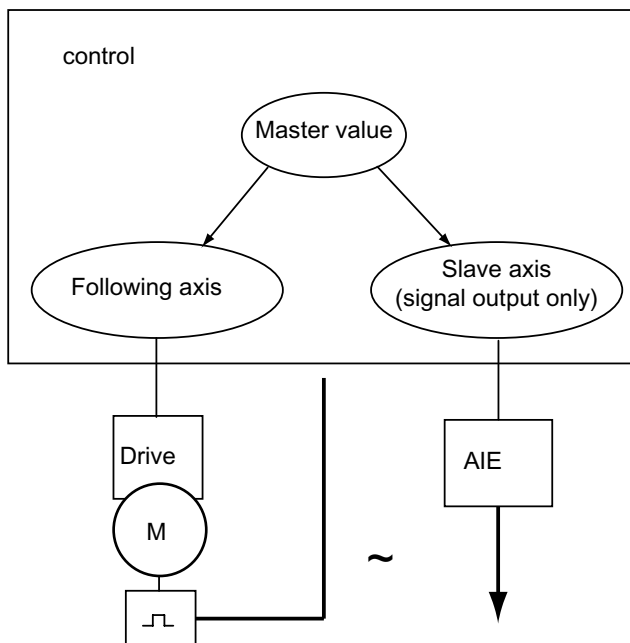 control
Master value
Following axis
Slave axis
(signal output only)
Drive
AIE
M
~